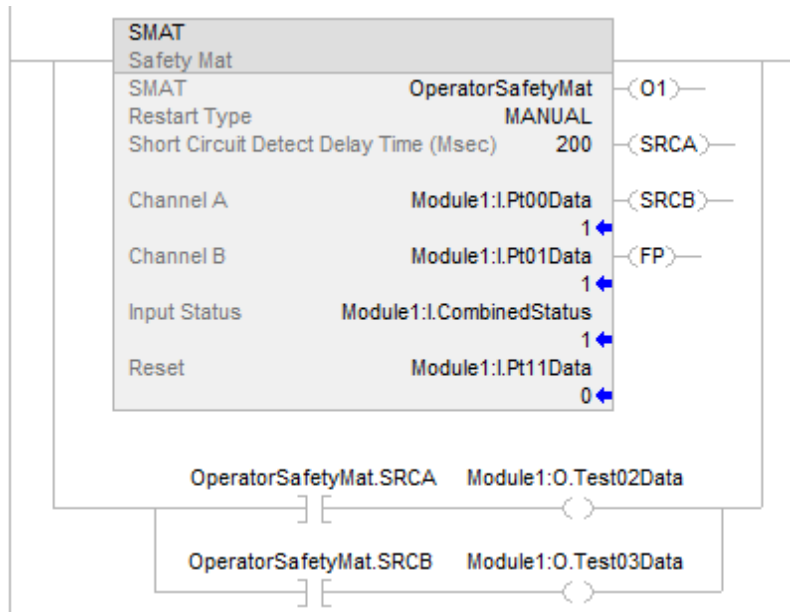 SMAT
Safety Mat
SMAT OperatorSafetyMat (O1)
Restart Type MANUAL
Short Circuit Detect Delay Time (Msec) 200 (SRCA)
Channel A Module1:I.Pt00Data (SRCB)
1
Channel B Module1:I.Pt01Data (FP)
1
Input Status Module1:I.CombinedStatus
1
Reset Module1:I.Pt11Data
0
OperatorSafetyMat.SRCA Module1:O.Test02Data
OperatorSafetyMat.SRCB Module1:O.Test03Data